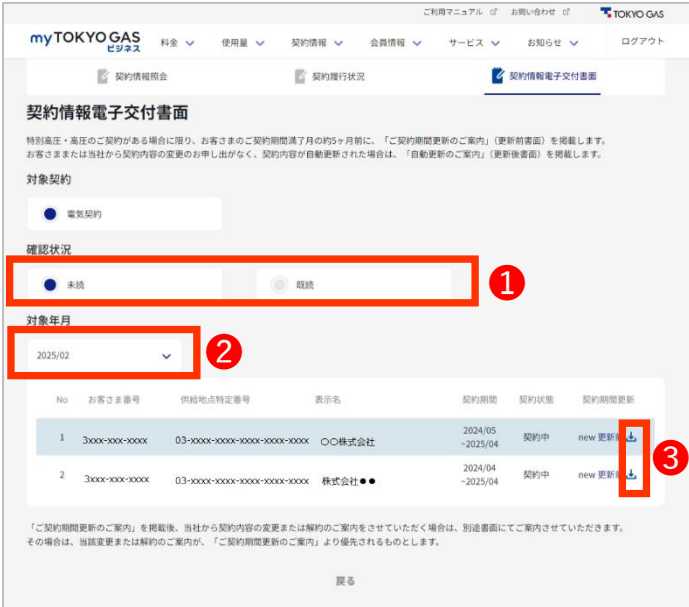 ご利用マニュアル お問い合わせ TOKYO GAS
myTOKYOGAS
ビジネス
料金 使用量 契約情報 会員情報 サービス お知らせ ログアウト
契約情報照会 契約履行状況 契約情報電子交付書面
契約情報電子交付書面
特別高圧・高圧のご契約がある場合に限り、お客さまのご契約期間満了月の約5ヶ月前に、「ご契約期間更新のご案内」（更新前書面）を掲載します。
お客さままたは当社から契約内容の変更のお申し出がなく、契約内容が自動更新された場合は、「自動更新のご案内」（更新後書面）を掲載します。
対象契約
電気契約
確認状況
未読 既読 1
対象年月
2025/02 2
No お客さま番号 供給地点特定番号 表示名 契約期間 契約状態 契約期間更新
1 3xxx-xxx-xxxx 03-xxxx-xxxx-xxxx-xxxx-xxxx 〇〇株式会社 2024/05 ~2025/04 契約中 new 更新前
2 3xxx-xxx-xxxx 03-xxxx-xxxx-xxxx-xxxx-xxxx 株式会社●● 2024/04 ~2025/04 契約中 new 更新前
3
「ご契約期間更新のご案内」を掲載後、当社から契約内容の変更または解約のご案内をさせていただく場合は、別途書面にてご案内させていただきます。
その場合は、当該変更または解約のご案内が、「ご契約期間更新のご案内」より優先されるものとします。
戻る